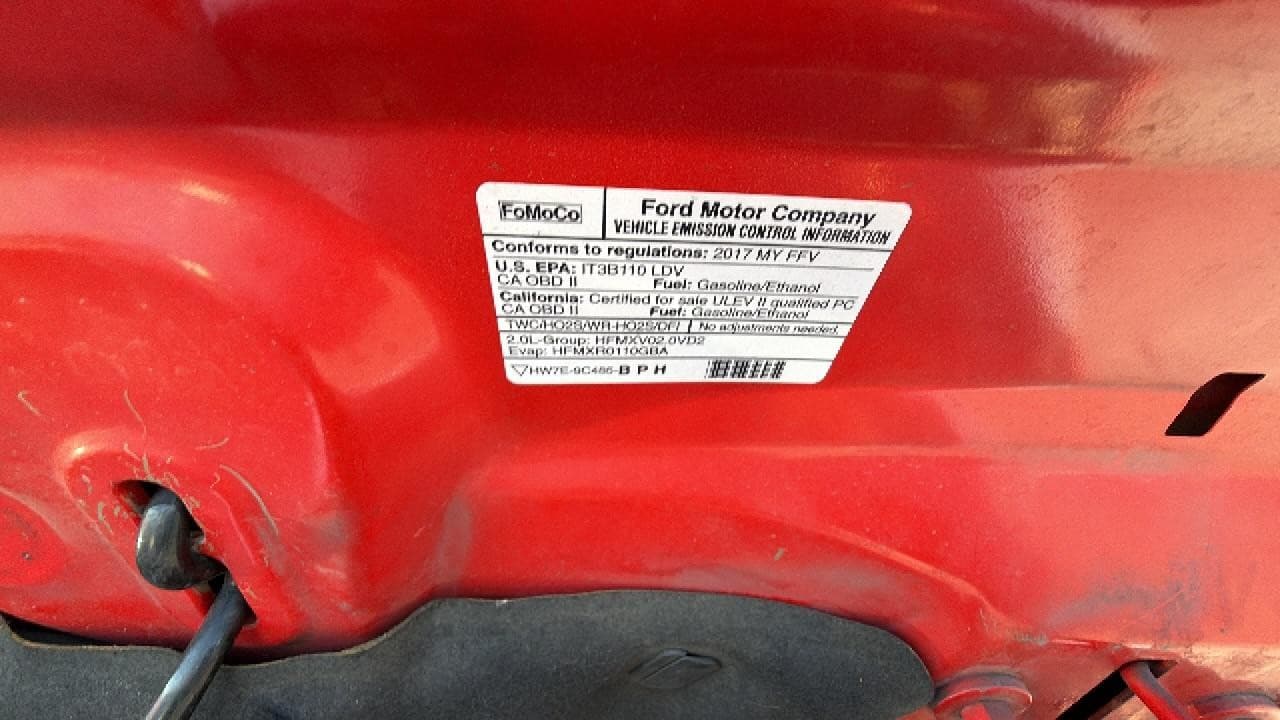 FoMoCo
Ford Motor Company
VEHICLE EMISSION CONTROL INFORMATION
Conforms to regulations: 2017 MY FFV
U.S. EPA: IT3B110 LDV
CA OBD II Fuel: Gasoline/Ethanol
California: Certified for sale ULEV II qualified PC
CA OBD II Fuel: Gasoline/Ethanol
TWC/HO2S/WR-HO2S/DFI No adjustments needed.
2.0L-Group: HFMXV02.0VD2
Evap: HFMXR0110GBA
HW7E-9C485-B P H